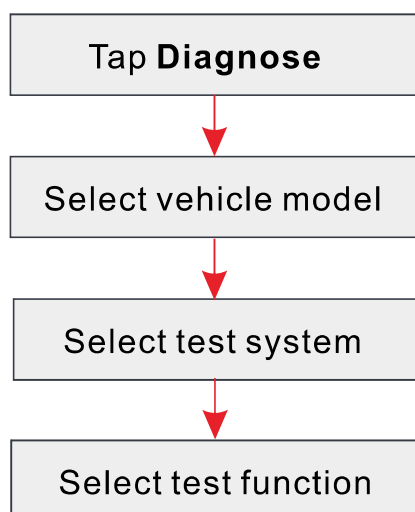 Tap Diagnose
Select vehicle model
Select test system
Select test function